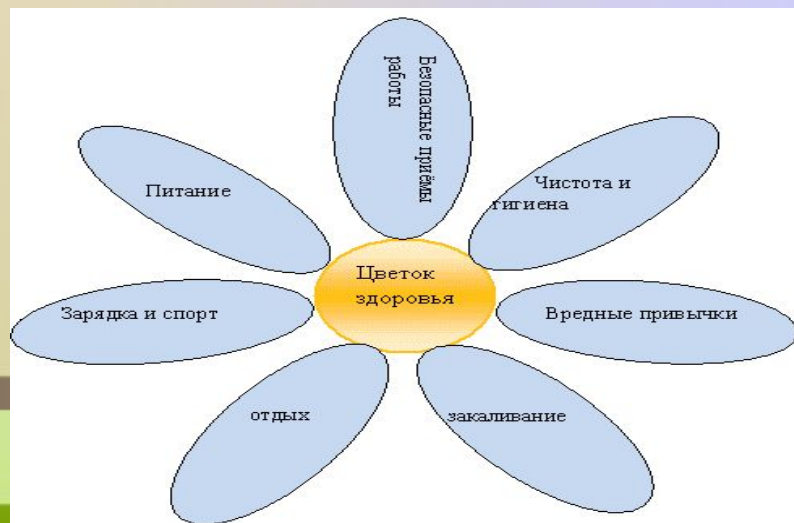 Безопасные приёмы
работы
Чистота и
гигиена
Вредные привычки
закаливание
отдых
Зарядка и спорт
Питание
Цветок
здоровья